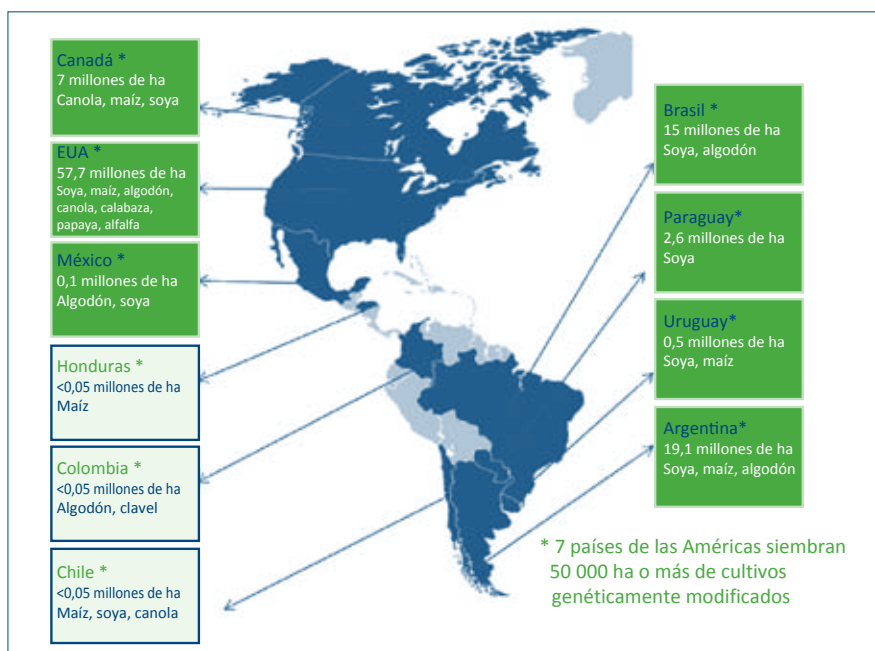 Canadá *
7 millones de ha
Canola, maíz, soya
EUA *
57,7 millones de ha
Soya, maíz, algodón,
canola, calabaza,
papaya, alfalfa
México *
0,1 millones de ha
Algodón, soya
Honduras *
<0,05 millones de ha
Maíz
Colombia *
<0,05 millones de ha
Algodón, clavel
Chile *
<0,05 millones de ha
Maíz, soya, canola
Brasil *
15 millones de ha
Soya, algodón
Paraguay*
2,6 millones de ha
Soya
Uruguay*
0,5 millones de ha
Soya, maíz
Argentina*
19,1 millones de ha
Soya, maíz, algodón
* 7 países de las Américas siembran
50 000 ha o más de cultivos
genéticamente modificados